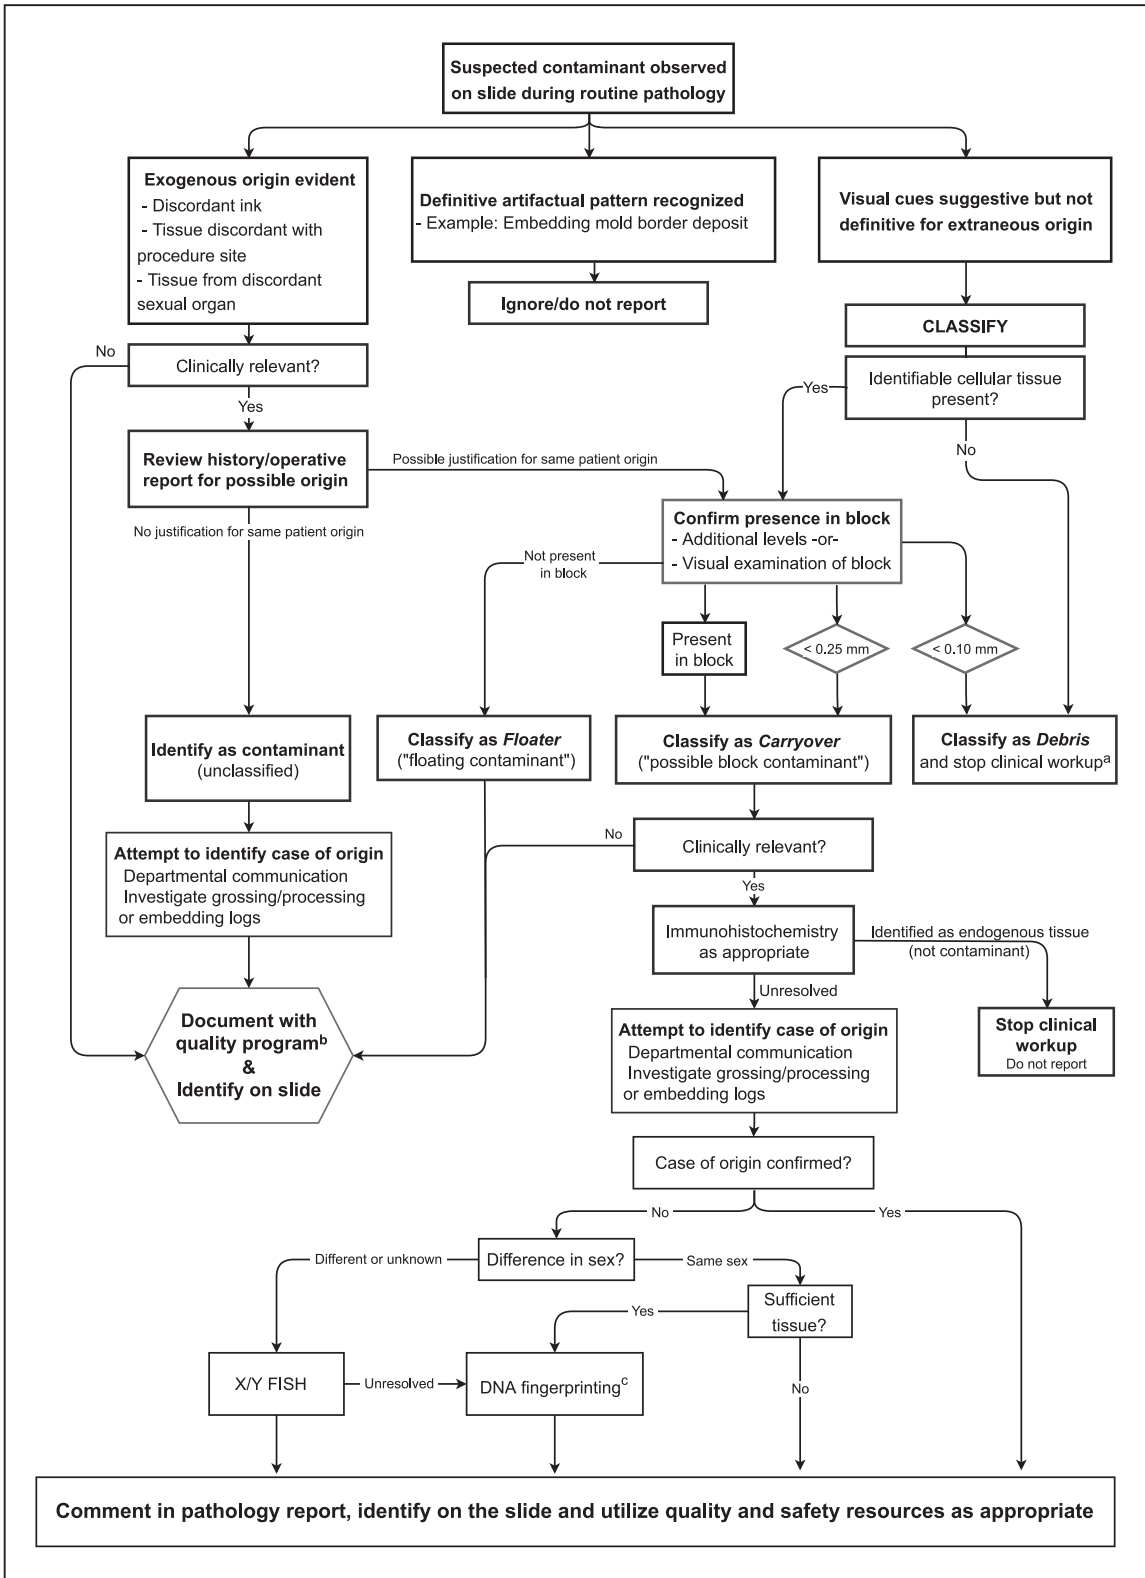 Suspected contaminant observed
on slide during routine pathology
Exogenous origin evident
- Discordant ink
- Tissue discordant with
procedure site
- Tissue from discordant
sexual organ
Definitive artifactual pattern recognized
- Example: Embedding mold border deposit
Visual cues suggestive but not
definitive for extraneous origin
Ignore/do not report
CLASSIFY
No
Clinically relevant?
Identifiable cellular tissue
present?
Yes
Yes
No
Review history/operative
report for possible origin
Possible justification for same patient origin
Confirm presence in block
- Additional levels -or-
- Visual examination of block
No justification for same patient origin
Not present
in block
Present
in block
< 0.25 mm
< 0.10 mm
Identify as contaminant
(unclassified)
Classify as Floater
("floating contaminant")
Classify as Carryover
("possible block contaminant")
Classify as Debris
and stop clinical workupa
No
Clinically relevant?
Attempt to identify case of origin
Departmental communication
Investigate grossing/processing
or embedding logs
Yes
Immunohistochemistry
as appropriate
Identified as endogenous tissue
(not contaminant)
Unresolved
Document with
quality programb
&
Identify on slide
Attempt to identify case of origin
Departmental communication
Investigate grossing/processing
or embedding logs
Stop clinical
workup
Do not report
Case of origin confirmed?
No
Yes
Different or unknown
Difference in sex?
Same sex
Sufficient
tissue?
Yes
X/Y FISH
Unresolved
DNA fingerprintingc
No
Comment in pathology report, identify on the slide and utilize quality and safety resources as appropriate